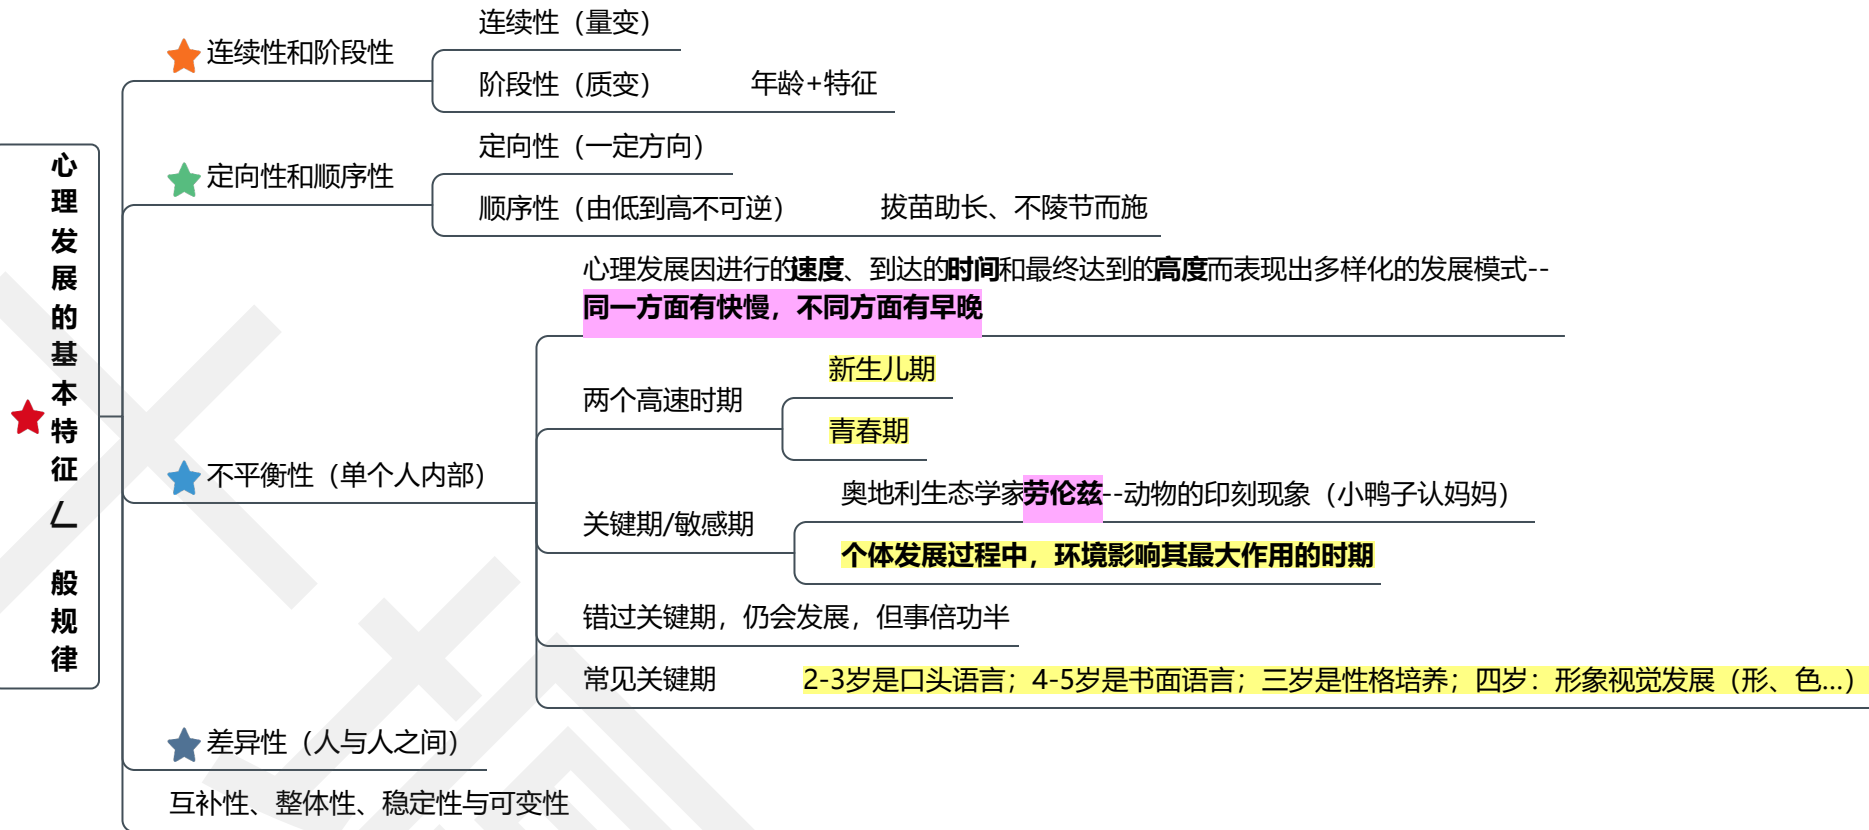 心理发展的基本特征/一般规律
连续性和阶段性
连续性（量变）
阶段性（质变）
年龄+特征
定向性和顺序性
定向性（一定方向）
顺序性（由低到高不可逆）
拔苗助长、不陵节而施
不平衡性（单个人内部）
心理发展因进行的速度、到达的时间和最终达到的高度而表现出多样化的发展模式--
同一方面有快慢，不同方面有早晚
两个高速时期
新生儿期
青春期
关键期/敏感期
奥地利生态学家劳伦兹--动物的印刻现象（小鸭子认妈妈）
个体发展过程中，环境影响其最大作用的时期
错过关键期，仍会发展，但事倍功半
常见关键期
2-3岁是口头语言；4-5岁是书面语言；三岁是性格培养；四岁：形象视觉发展（形、色...）
差异性（人与人之间）
互补性、整体性、稳定性与可变性